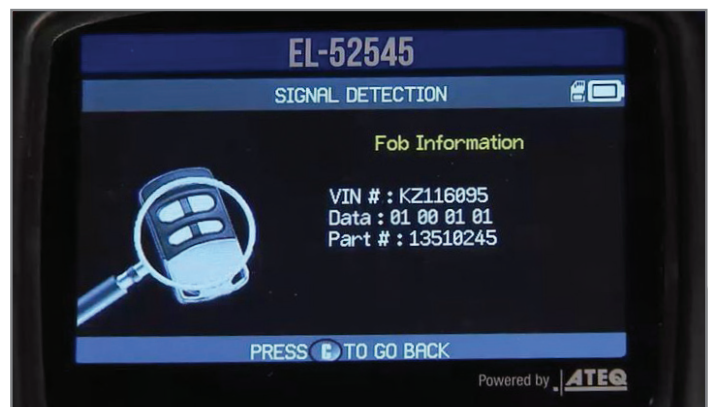 EL-52545
SIGNAL DETECTION
Fob Information
VIN # : KZ116095
Data : 01 00 01 01
Part # : 13510245
PRESS C TO GO BACK
Powered by ATEQ